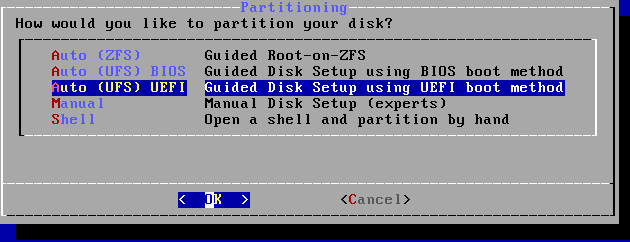 Partitioning
How would you like to partition your disk?
Auto (ZFS) Guided Root-on-ZFS
Auto (UFS) BIOS Guided Disk Setup using BIOS boot method
Auto (UFS) UEFI Guided Disk Setup using UEFI boot method
Manual Manual Disk Setup (experts)
Shell Open a shell and partition by hand
< OK > <Cancel>